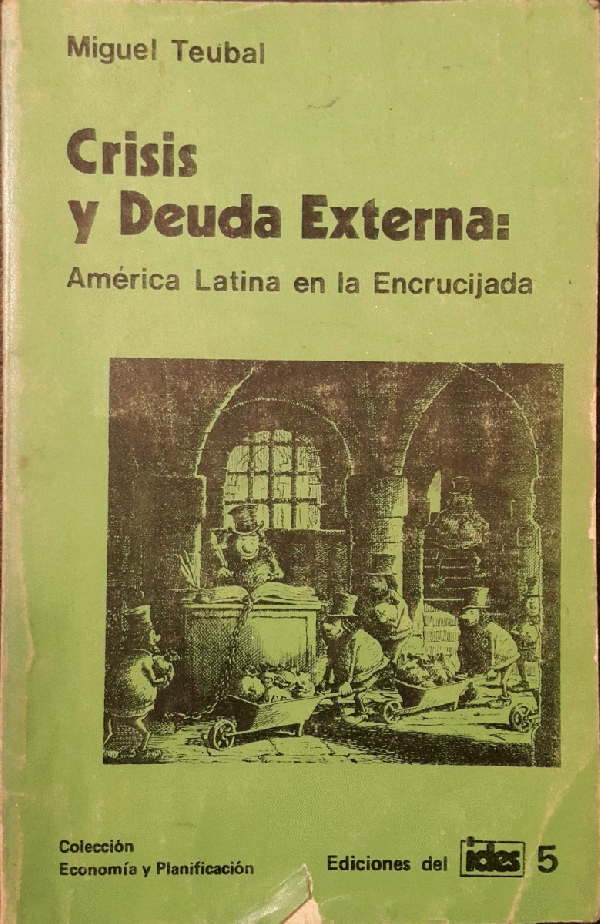 Miguel Teubal
Crisis
y Deuda Externa:
América Latina en la Encrucijada
Colección
Economía y Planificación
Ediciones del ides 5